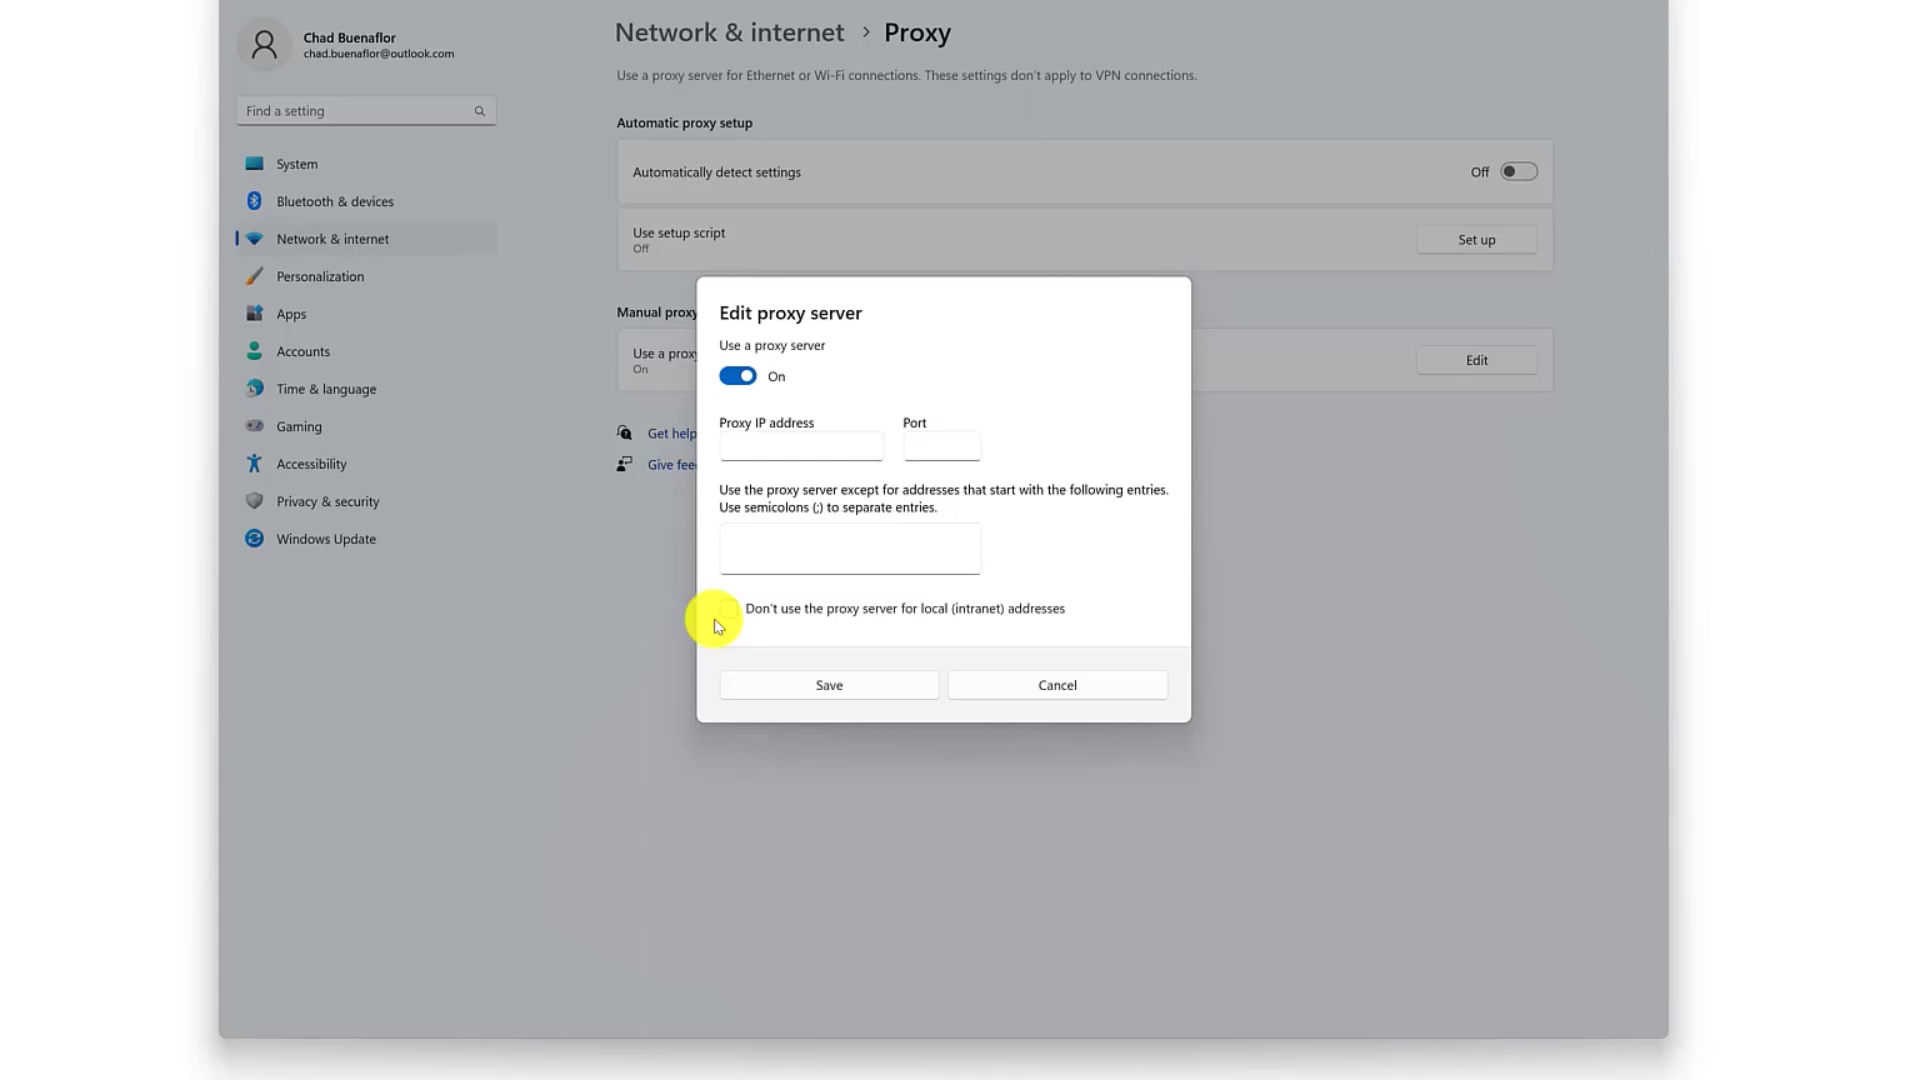 Chad Buenaflor
chad.buenaflor@outlook.com
Find a setting
System
Bluetooth & devices
Network & internet
Personalization
Apps
Accounts
Time & language
Gaming
Accessibility
Privacy & security
Windows Update
Network & internet > Proxy
Use a proxy server for Ethernet or Wi-Fi connections. These settings don't apply to VPN connections.
Automatic proxy setup
Automatically detect settings
Off
Use setup script
Off
Set up
Manual proxy
Use a proxy
On
Edit
Get help
Give fee
Edit proxy server
Use a proxy server
On
Proxy IP address
Port
Use the proxy server except for addresses that start with the following entries.
Use semicolons (;) to separate entries.
Don't use the proxy server for local (intranet) addresses
Save
Cancel